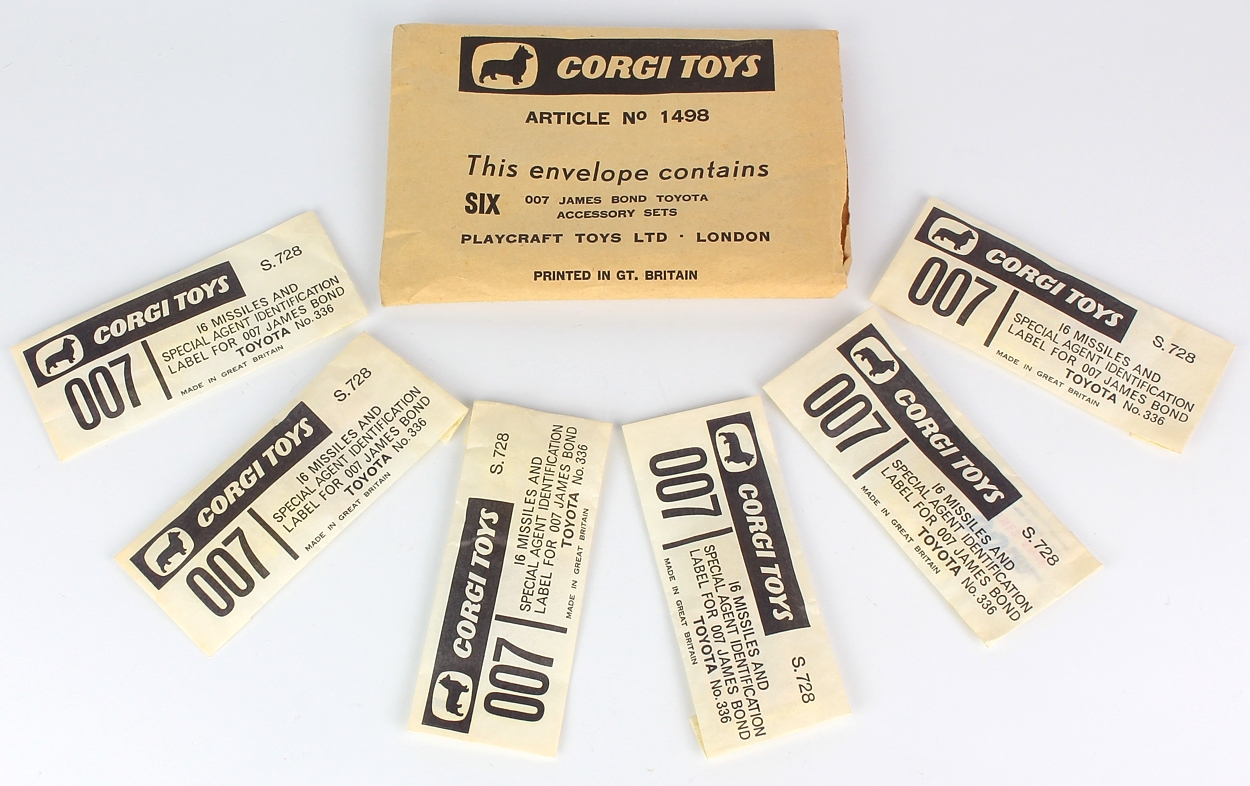 CORGI TOYS
ARTICLE Nº 1498
This envelope contains
SIX 007 JAMES BOND TOYOTA
ACCESSORY SETS
PLAYCRAFT TOYS LTD · LONDON
PRINTED IN GT. BRITAIN
CORGI TOYS S.728
007
16 MISSILES AND
SPECIAL AGENT IDENTIFICATION
LABEL FOR 007 JAMES BOND
TOYOTA No.336
MADE IN GREAT BRITAIN
CORGI TOYS S.728
007
16 MISSILES AND
SPECIAL AGENT IDENTIFICATION
LABEL FOR 007 JAMES BOND
TOYOTA No.336
MADE IN GREAT BRITAIN
CORGI TOYS S.728
007
16 MISSILES AND
SPECIAL AGENT IDENTIFICATION
LABEL FOR 007 JAMES BOND
TOYOTA No.336
MADE IN GREAT BRITAIN
CORGI TOYS S.728
007
16 MISSILES AND
SPECIAL AGENT IDENTIFICATION
LABEL FOR 007 JAMES BOND
TOYOTA No.336
MADE IN GREAT BRITAIN
CORGI TOYS S.728
007
16 MISSILES AND
SPECIAL AGENT IDENTIFICATION
LABEL FOR 007 JAMES BOND
TOYOTA No.336
MADE IN GREAT BRITAIN
CORGI TOYS S.728
007
16 MISSILES AND
SPECIAL AGENT IDENTIFICATION
LABEL FOR 007 JAMES BOND
TOYOTA No.336
MADE IN GREAT BRITAIN